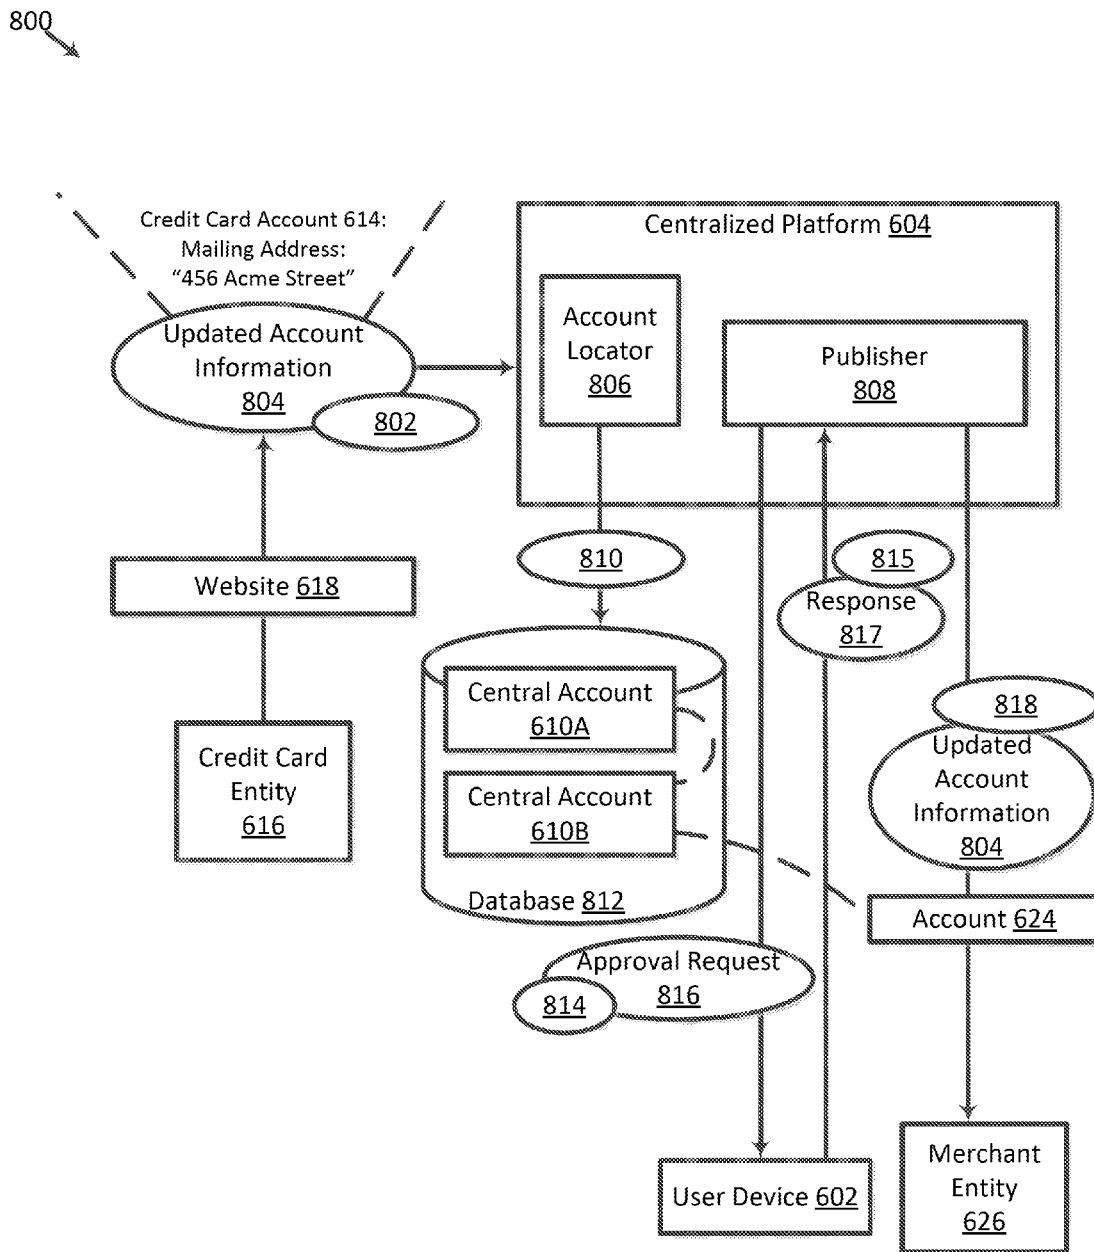 800
Credit Card Account 614:
Mailing Address:
“456 Acme Street”
Updated Account
Information
804
802
Centralized Platform 604
Account
Locator
806
Publisher
808
810
815
Response
817
Website 618
Credit Card
Entity
616
Central Account
610A
Central Account
610B
Database 812
818
Updated
Account
Information
804
Account 624
Approval Request
816
814
User Device 602
Merchant
Entity
626